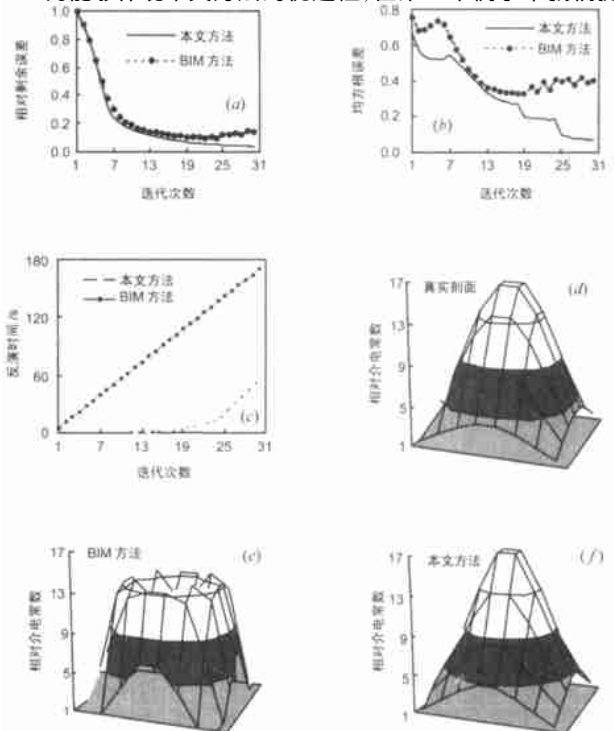 本文方法
BIM 方法
(a)
相对剩余误差
1.0
0.8
0.6
0.4
0.2
0.0
1 7 13 19 25 31
迭代次数
本文方法
BIM 方法
(b)
均方根误差
0.8
0.6
0.4
0.2
0.0
1 7 13 19 25 31
迭代次数
本文方法
BIM 方法
(c)
反演时间/s
180
120
60
0
1 7 13 19 25 31
迭代次数
真实剖面
(d)
相对介电常数
17
13
9
5
1
BIM 方法
(e)
相对介电常数
17
13
9
5
1
本文方法
(f)
相对介电常数
17
13
9
5
1